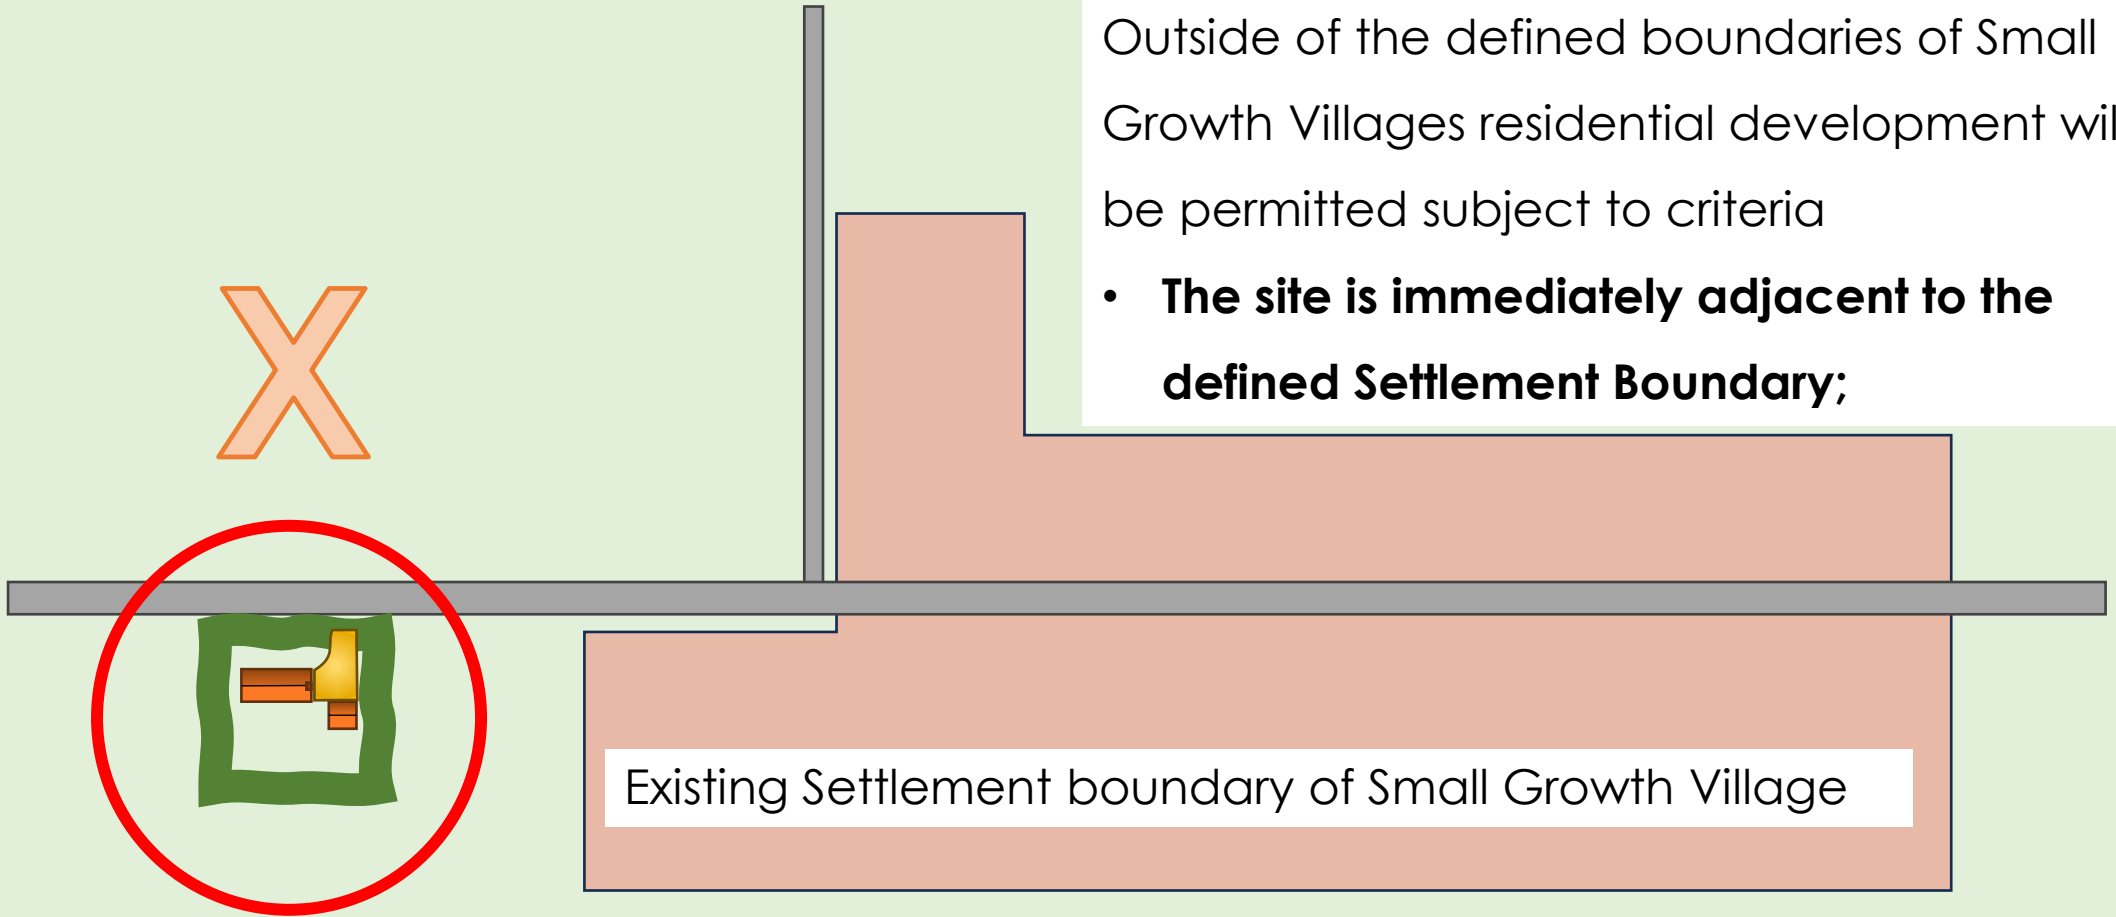 Outside of the defined boundaries of Small
Growth Villages residential development wil
be permitted subject to criteria
• The site is immediately adjacent to the
defined Settlement Boundary;
X
Existing Settlement boundary of Small Growth Village